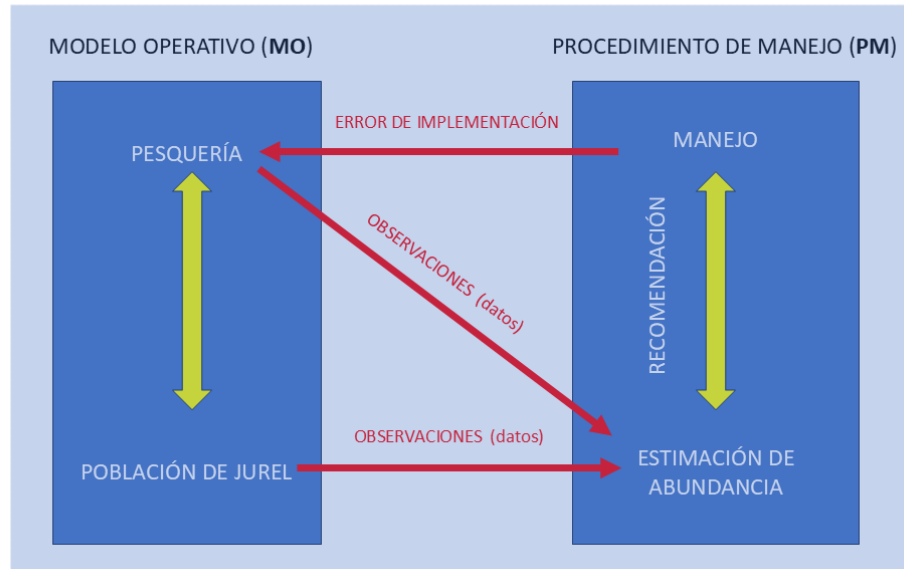 MODELO OPERATIVO (MO)
PROCEDIMIENTO DE MANEJO (PM)
ERROR DE IMPLEMENTACIÓN
PESQUERÍA
MANEJO
OBSERVACIONES (datos)
RECOMENDACIÓN
OBSERVACIONES (datos)
POBLACIÓN DE JUREL
ESTIMACIÓN DE
ABUNDANCIA